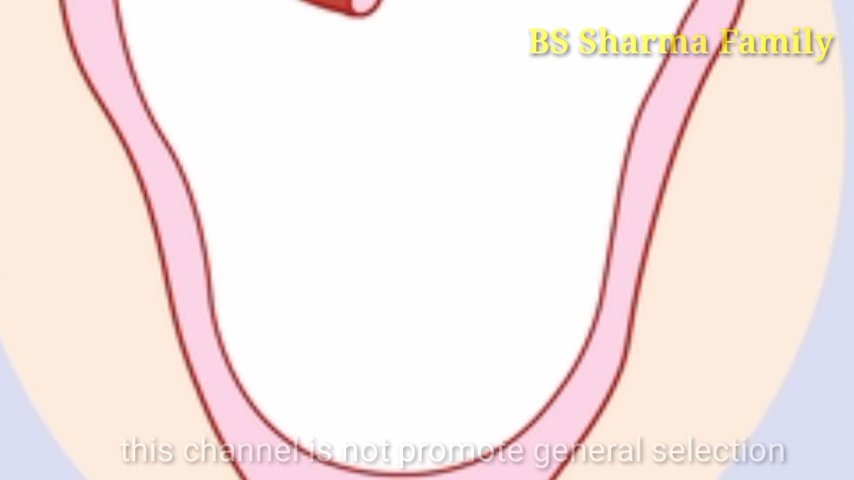 BS Sharma Family
this channel is not promote general selection